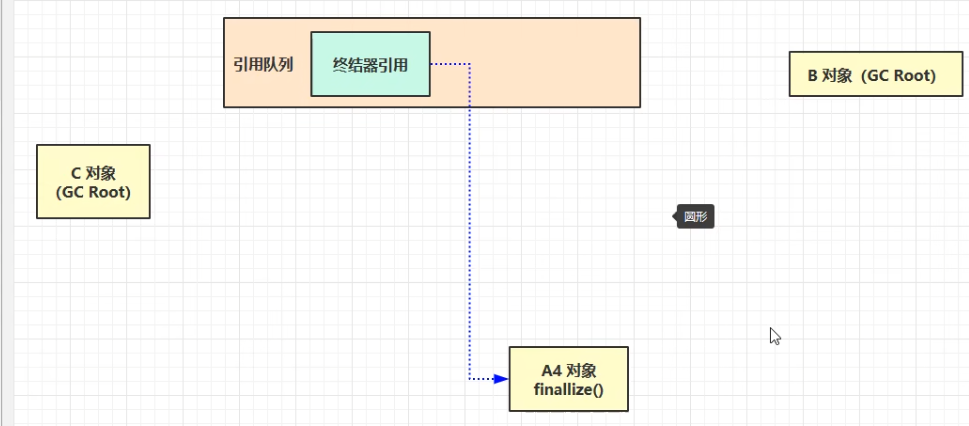 引用队列
终结器引用
B 对象（GC Root）
C 对象
（GC Root）
圆形
A4 对象
finallize()